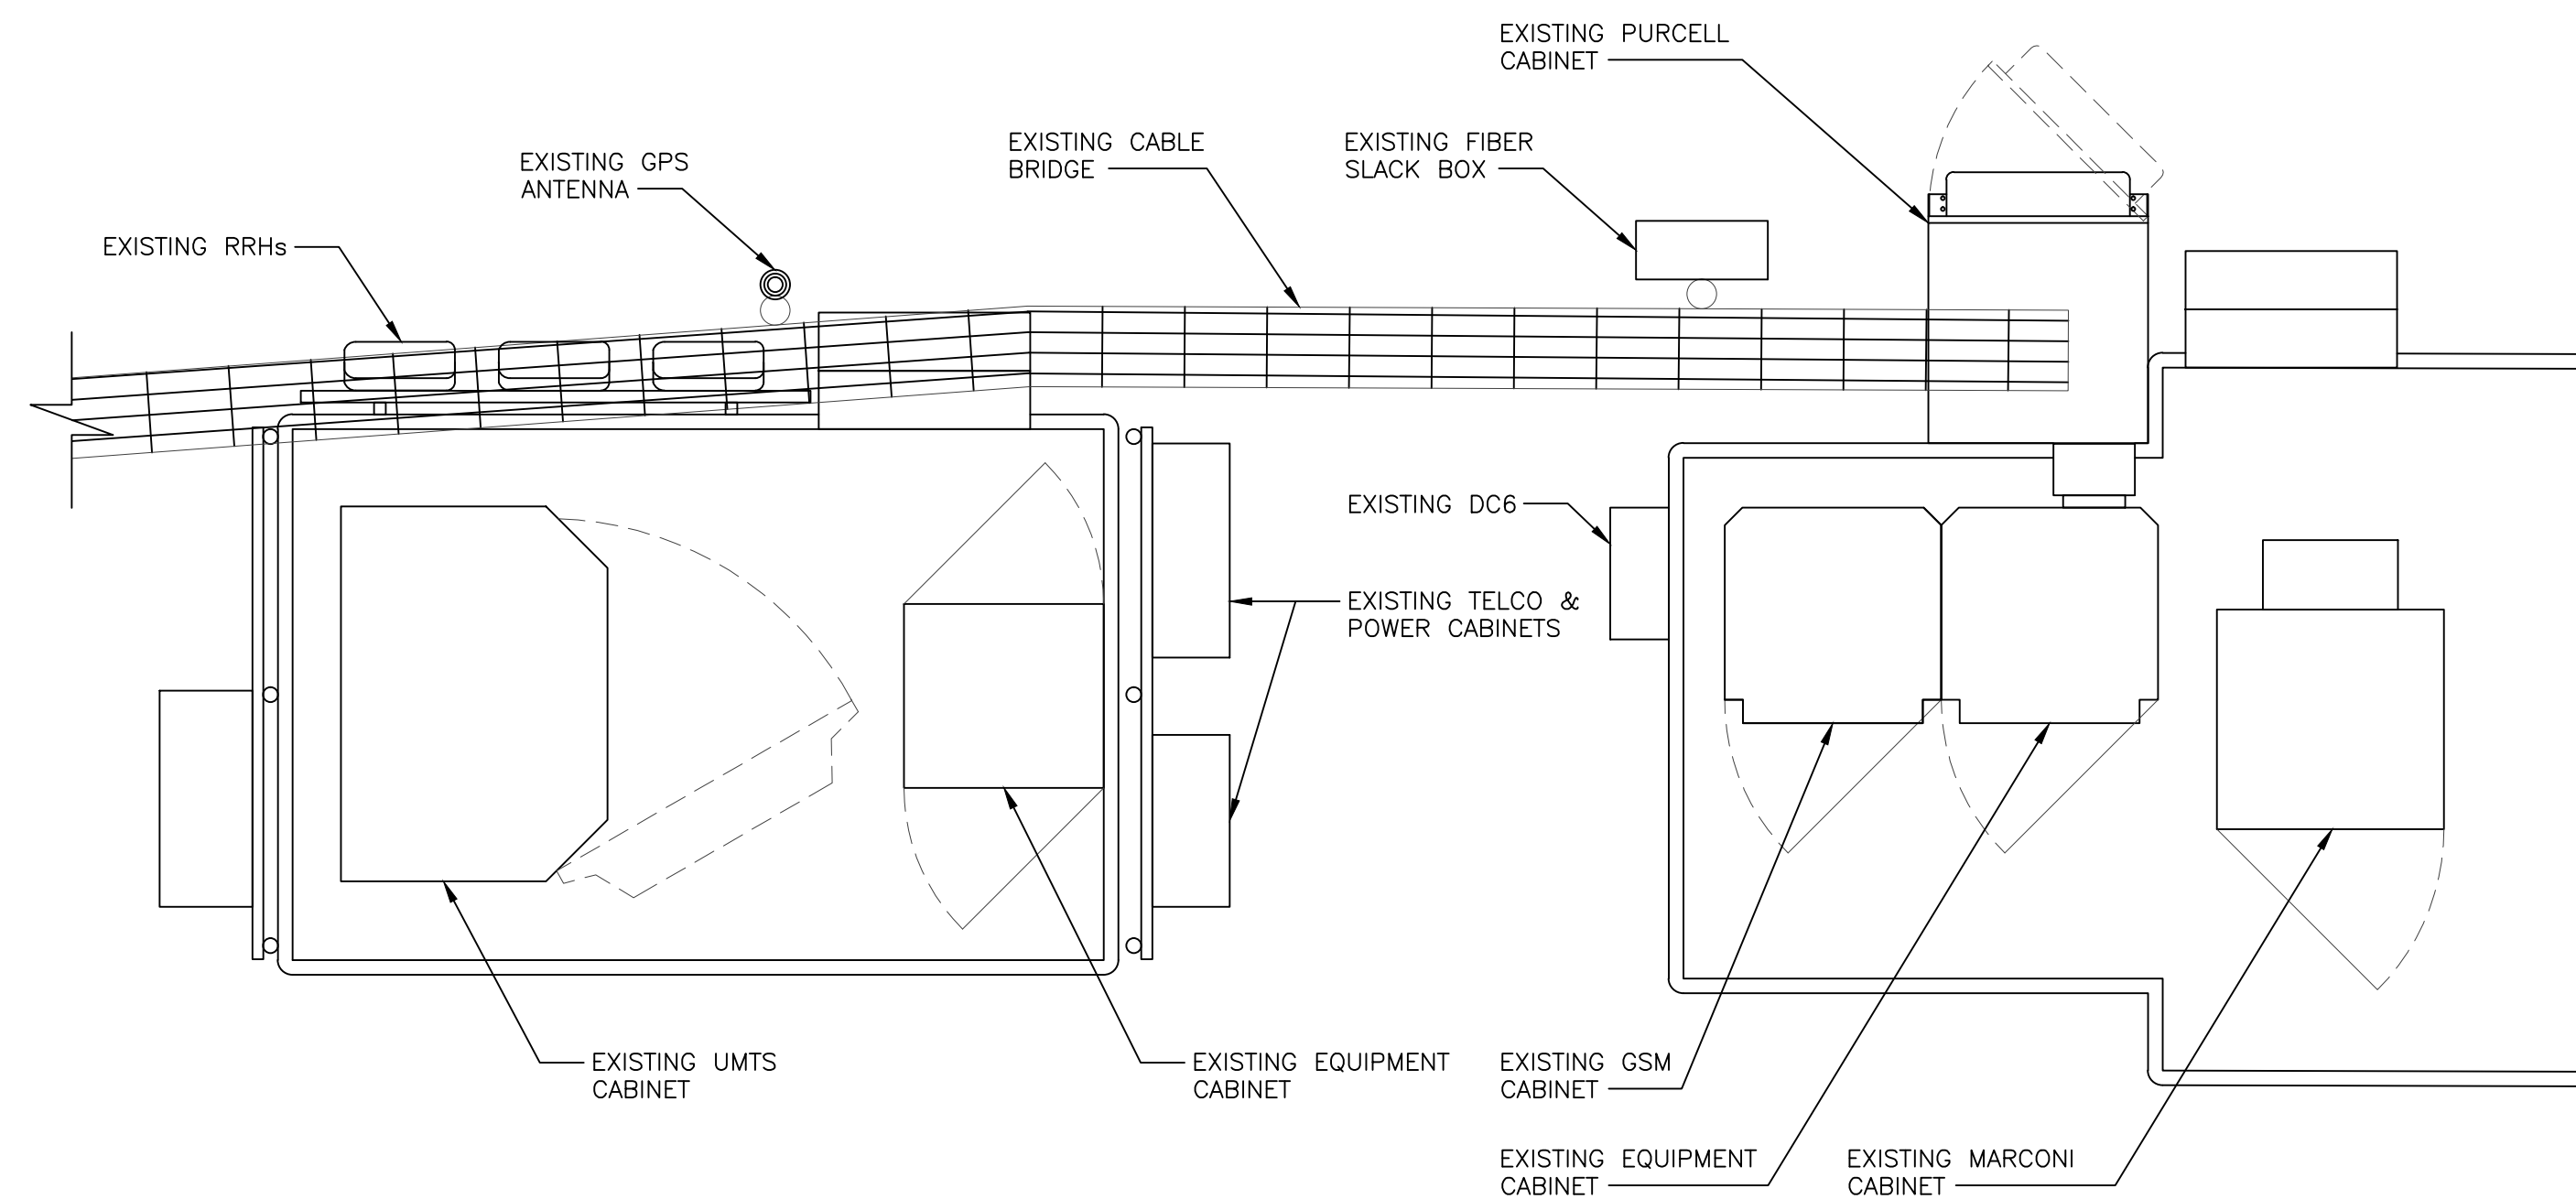 EXISTING PURCELL
CABINET
EXISTING CABLE
BRIDGE
EXISTING FIBER
SLACK BOX
EXISTING GPS
ANTENNA
EXISTING RRHs
EXISTING DC6
EXISTING TELCO &
POWER CABINETS
EXISTING UMTS
CABINET
EXISTING EQUIPMENT
CABINET
EXISTING GSM
CABINET
EXISTING EQUIPMENT
CABINET
EXISTING MARCONI
CABINET